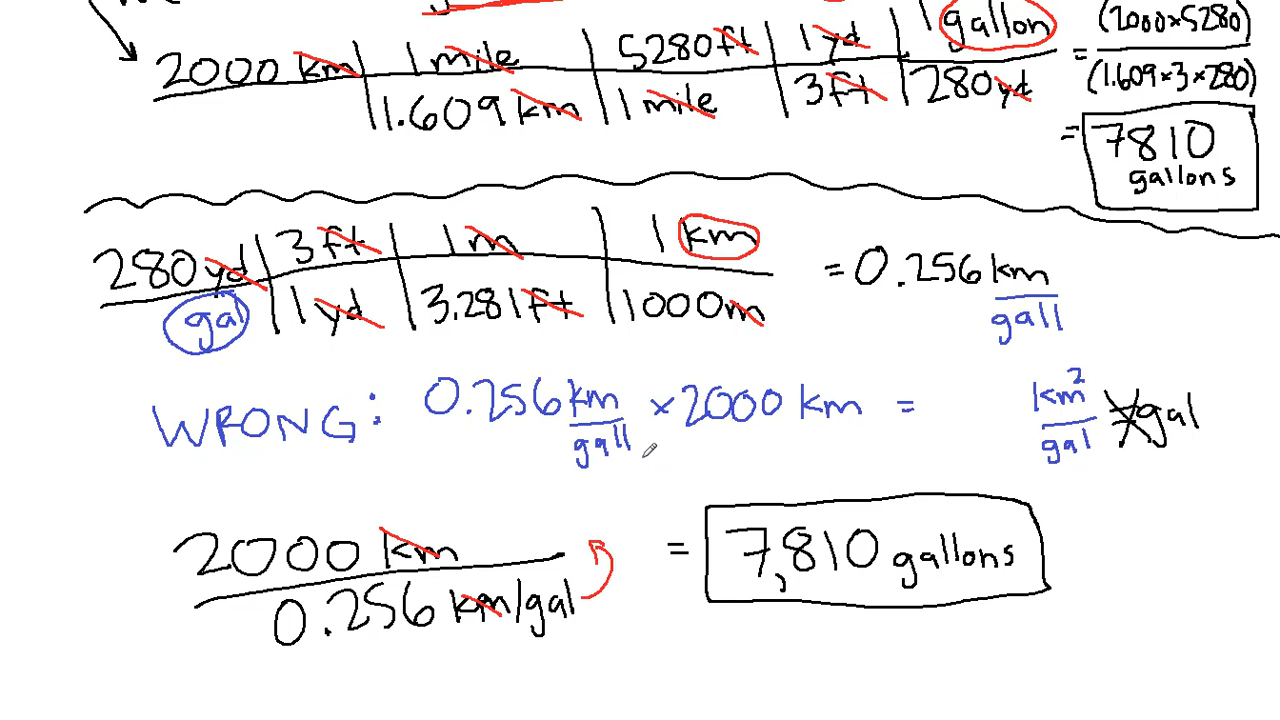 2000 km | 1 mile | 5280 ft | 1 yd | 1 gallon = (2000×5280)
1.609 km | 1 mile | 3 ft | 280 yd (1.609×3×280)
= 7810
gallons
280 yd | 3 ft | 1 m | 1 km = 0.256 km
gal | 1 yd | 3.281 ft | 1000 m gall
WRONG: 0.256 km × 2000 km = km² gal
gall gal
2000 km = 7,810 gallons
0.256 km/gal